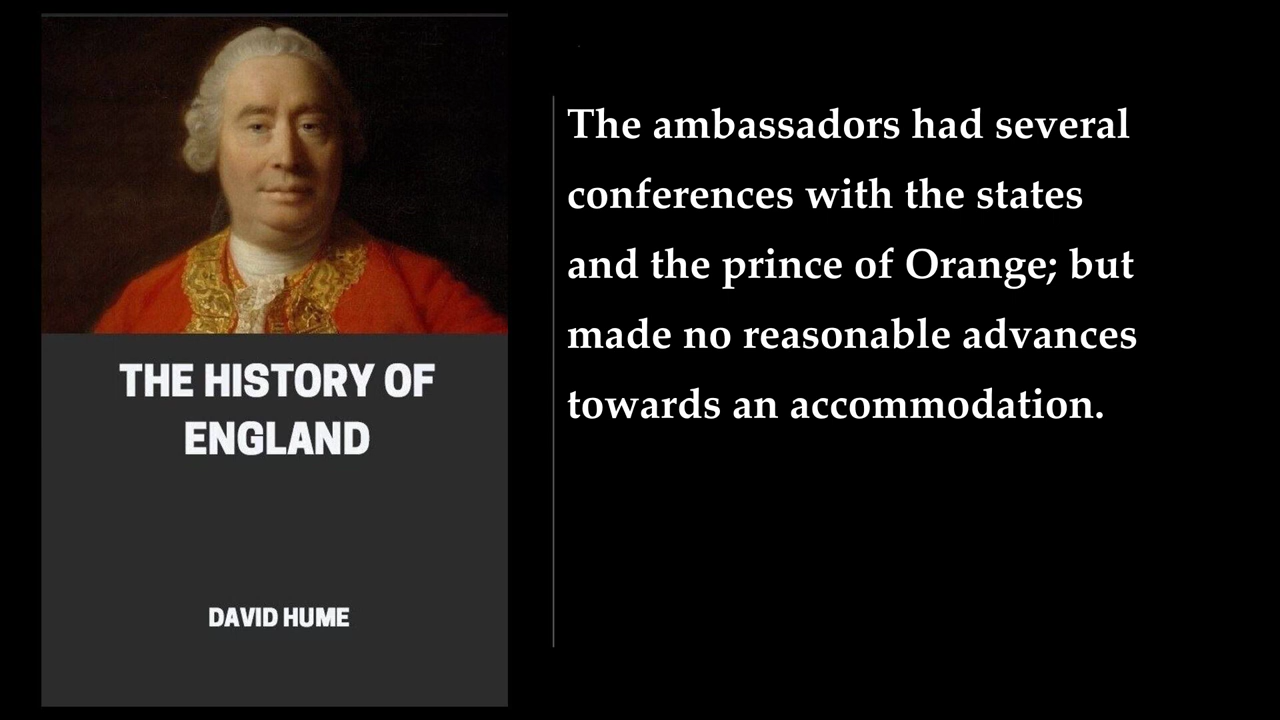 THE HISTORY OF
ENGLAND
DAVID HUME
The ambassadors had several
conferences with the states
and the prince of Orange; but
made no reasonable advances
towards an accommodation.